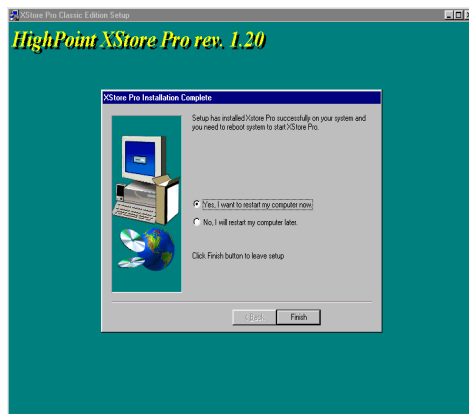 XStore Pro Classic Edition Setup
HighPoint XStore Pro rev. 1.20
XStore Pro Installation Complete
Setup has installed Xstore Pro successfully on your system and
you need to reboot system to start XStore Pro.
Yes, I want to restart my computer now.
No, I will restart my computer later.
Click Finish button to leave setup
< Back
Finish